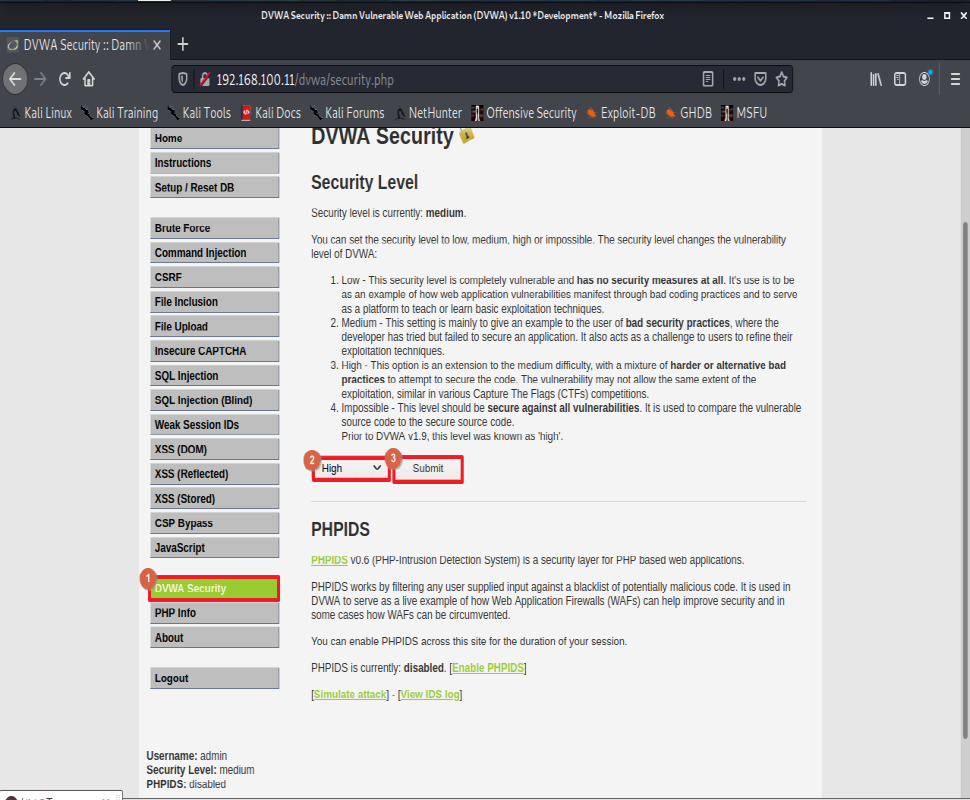 DVWA Security :: Damn Vulnerable Web Application (DVWA) v1.10 *Development* - Mozilla Firefox
DVWA Security :: Damn V
192.168.100.11/dvwa/security.php
Kali Linux Kali Training Kali Tools Kali Docs Kali Forums NetHunter Offensive Security Exploit-DB GHDB MSFU
Home
Instructions
Setup / Reset DB
Brute Force
Command Injection
CSRF
File Inclusion
File Upload
Insecure CAPTCHA
SQL Injection
SQL Injection (Blind)
Weak Session IDs
XSS (DOM)
XSS (Reflected)
XSS (Stored)
CSP Bypass
JavaScript
1
DVWA Security
PHP Info
About
Logout
DVWA Security
Security Level
Security level is currently: medium.
You can set the security level to low, medium, high or impossible. The security level changes the vulnerability
level of DVWA:
1. Low - This security level is completely vulnerable and has no security measures at all. It's use is to be
as an example of how web application vulnerabilities manifest through bad coding practices and to serve
as a platform to teach or learn basic exploitation techniques.
2. Medium - This setting is mainly to give an example to the user of bad security practices, where the
developer has tried but failed to secure an application. It also acts as a challenge to users to refine their
exploitation techniques.
3. High - This option is an extension to the medium difficulty, with a mixture of harder or alternative bad
practices to attempt to secure the code. The vulnerability may not allow the same extent of the
exploitation, similar in various Capture The Flags (CTFs) competitions.
4. Impossible - This level should be secure against all vulnerabilities. It is used to compare the vulnerable
source code to the secure source code.
Prior to DVWA v1.9, this level was known as 'high'.
2 High 3 Submit
PHPIDS
PHPIDS v0.6 (PHP-Intrusion Detection System) is a security layer for PHP based web applications.
PHPIDS works by filtering any user supplied input against a blacklist of potentially malicious code. It is used in
DVWA to serve as a live example of how Web Application Firewalls (WAFs) can help improve security and in
some cases how WAFs can be circumvented.
You can enable PHPIDS across this site for the duration of your session.
PHPIDS is currently: disabled. [Enable PHPIDS]
[Simulate attack] - [View IDS log]
Username: admin
Security Level: medium
PHPIDS: disabled